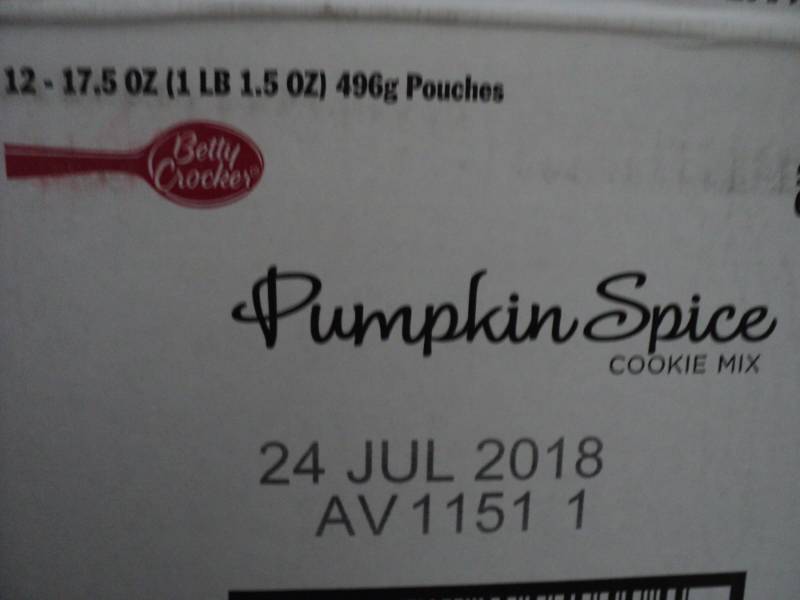 12 - 17.5 OZ (1 LB 1.5 OZ) 496g Pouches
Betty
Crocker
Pumpkin Spice
COOKIE MIX
24 JUL 2018
AV1151 1